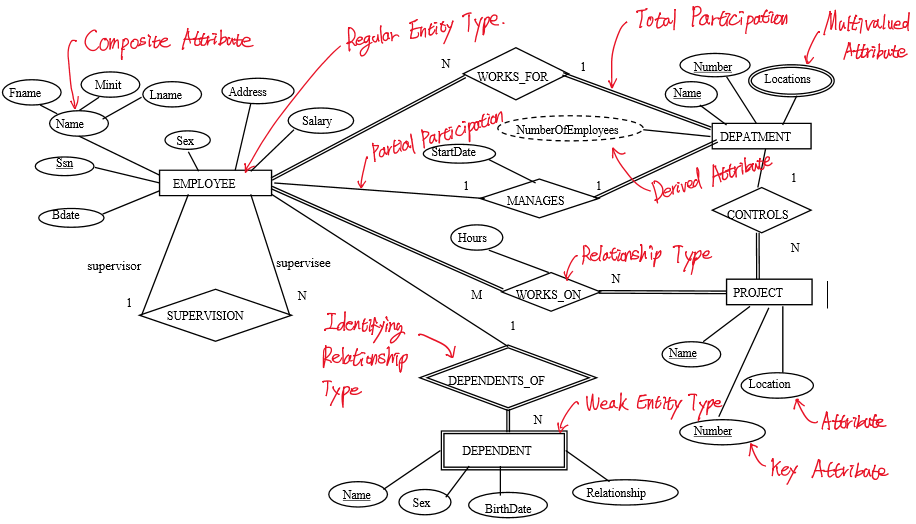 Composite Attribute
Regular Entity Type.
Total Participation
Multivalued
Attribute
Fname
Minit
Lname
Name
Address
Salary
Sex
Ssn
Bdate
EMPLOYEE
N
WORKS_FOR
1
Number
Name
Locations
NumberOfEmployees
DEPATMENT
Partial Participation
StartDate
Derived Attribute
1
MANAGES
1
1
CONTROLS
N
supervisor
supervisee
1
N
SUPERVISION
Hours
Relationship Type
M
WORKS_ON
N
PROJECT
Name
Number
Location
Attribute
Key Attribute
Identifying
Relationship
Type
1
DEPENDENTS_OF
N
Weak Entity Type
DEPENDENT
Name
Sex
BirthDate
Relationship